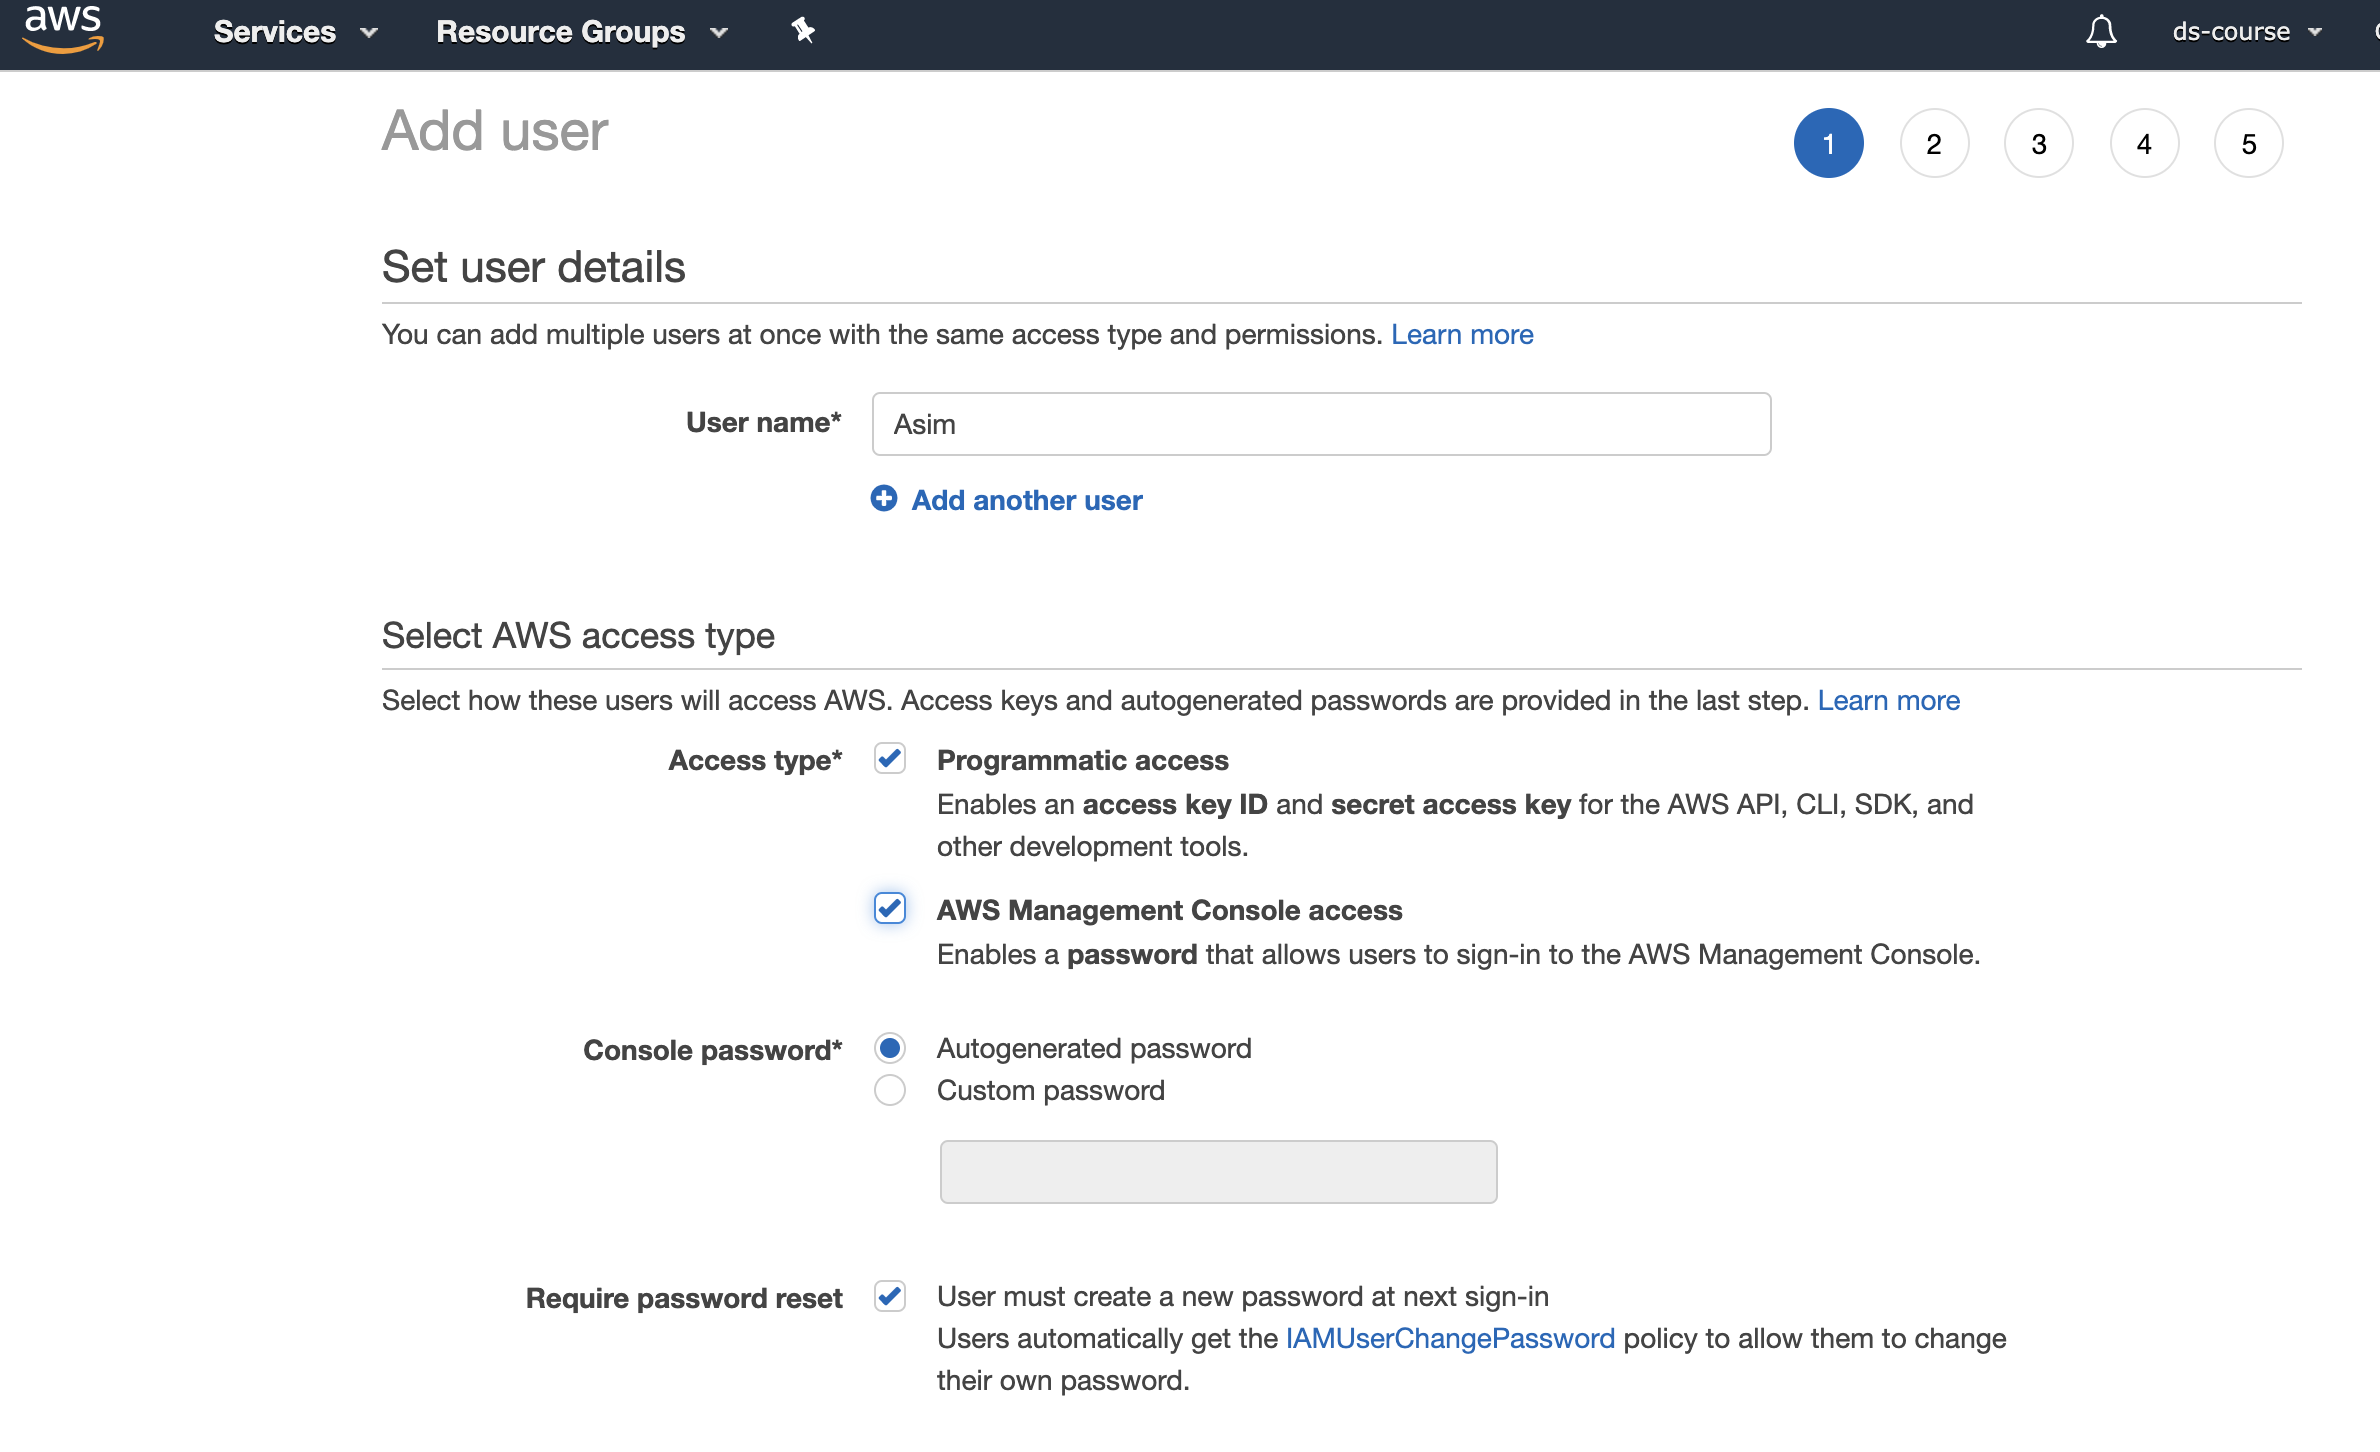 aws Services Resource Groups ds-course
Add user
1 2 3 4 5
Set user details
You can add multiple users at once with the same access type and permissions. Learn more
User name* Asim
Add another user
Select AWS access type
Select how these users will access AWS. Access keys and autogenerated passwords are provided in the last step. Learn more
Access type* Programmatic access
Enables an access key ID and secret access key for the AWS API, CLI, SDK, and
other development tools.
AWS Management Console access
Enables a password that allows users to sign-in to the AWS Management Console.
Console password* Autogenerated password
Custom password
Require password reset User must create a new password at next sign-in
Users automatically get the IAMUserChangePassword policy to allow them to change
their own password.